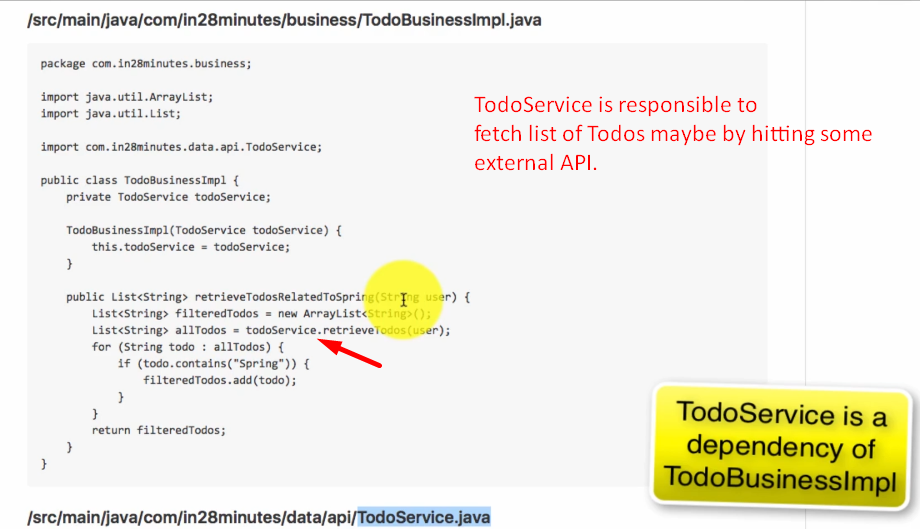 /src/main/java/com/in28minutes/business/TodoBusinessImpl.java
package com.in28minutes.business;
import java.util.ArrayList;
import java.util.List;
import com.in28minutes.data.api.TodoService;
public class TodoBusinessImpl {
    private TodoService todoService;
    TodoBusinessImpl(TodoService todoService) {
        this.todoService = todoService;
    }
    public List<String> retrieveTodosRelatedToSpring(String user) {
        List<String> filteredTodos = new ArrayList<String>();
        List<String> allTodos = todoService.retrieveTodos(user);
        for (String todo : allTodos) {
            if (todo.contains("Spring")) {
                filteredTodos.add(todo);
            }
        }
        return filteredTodos;
    }
}
TodoService is responsible to
fetch list of Todos maybe by hitting some
external API.
TodoService is a
dependency of
TodoBusinessImpl
/src/main/java/com/in28minutes/data/api/TodoService.java